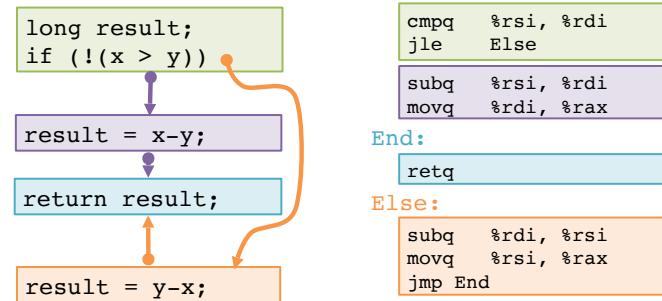 long result;
if (!(x > y))
result = x-y;
return result;
result = y-x;
cmpq %rsi, %rdi
jle Else
subq %rsi, %rdi
movq %rdi, %rax
End:
retq
Else:
subq %rdi, %rsi
movq %rsi, %rax
jmp End